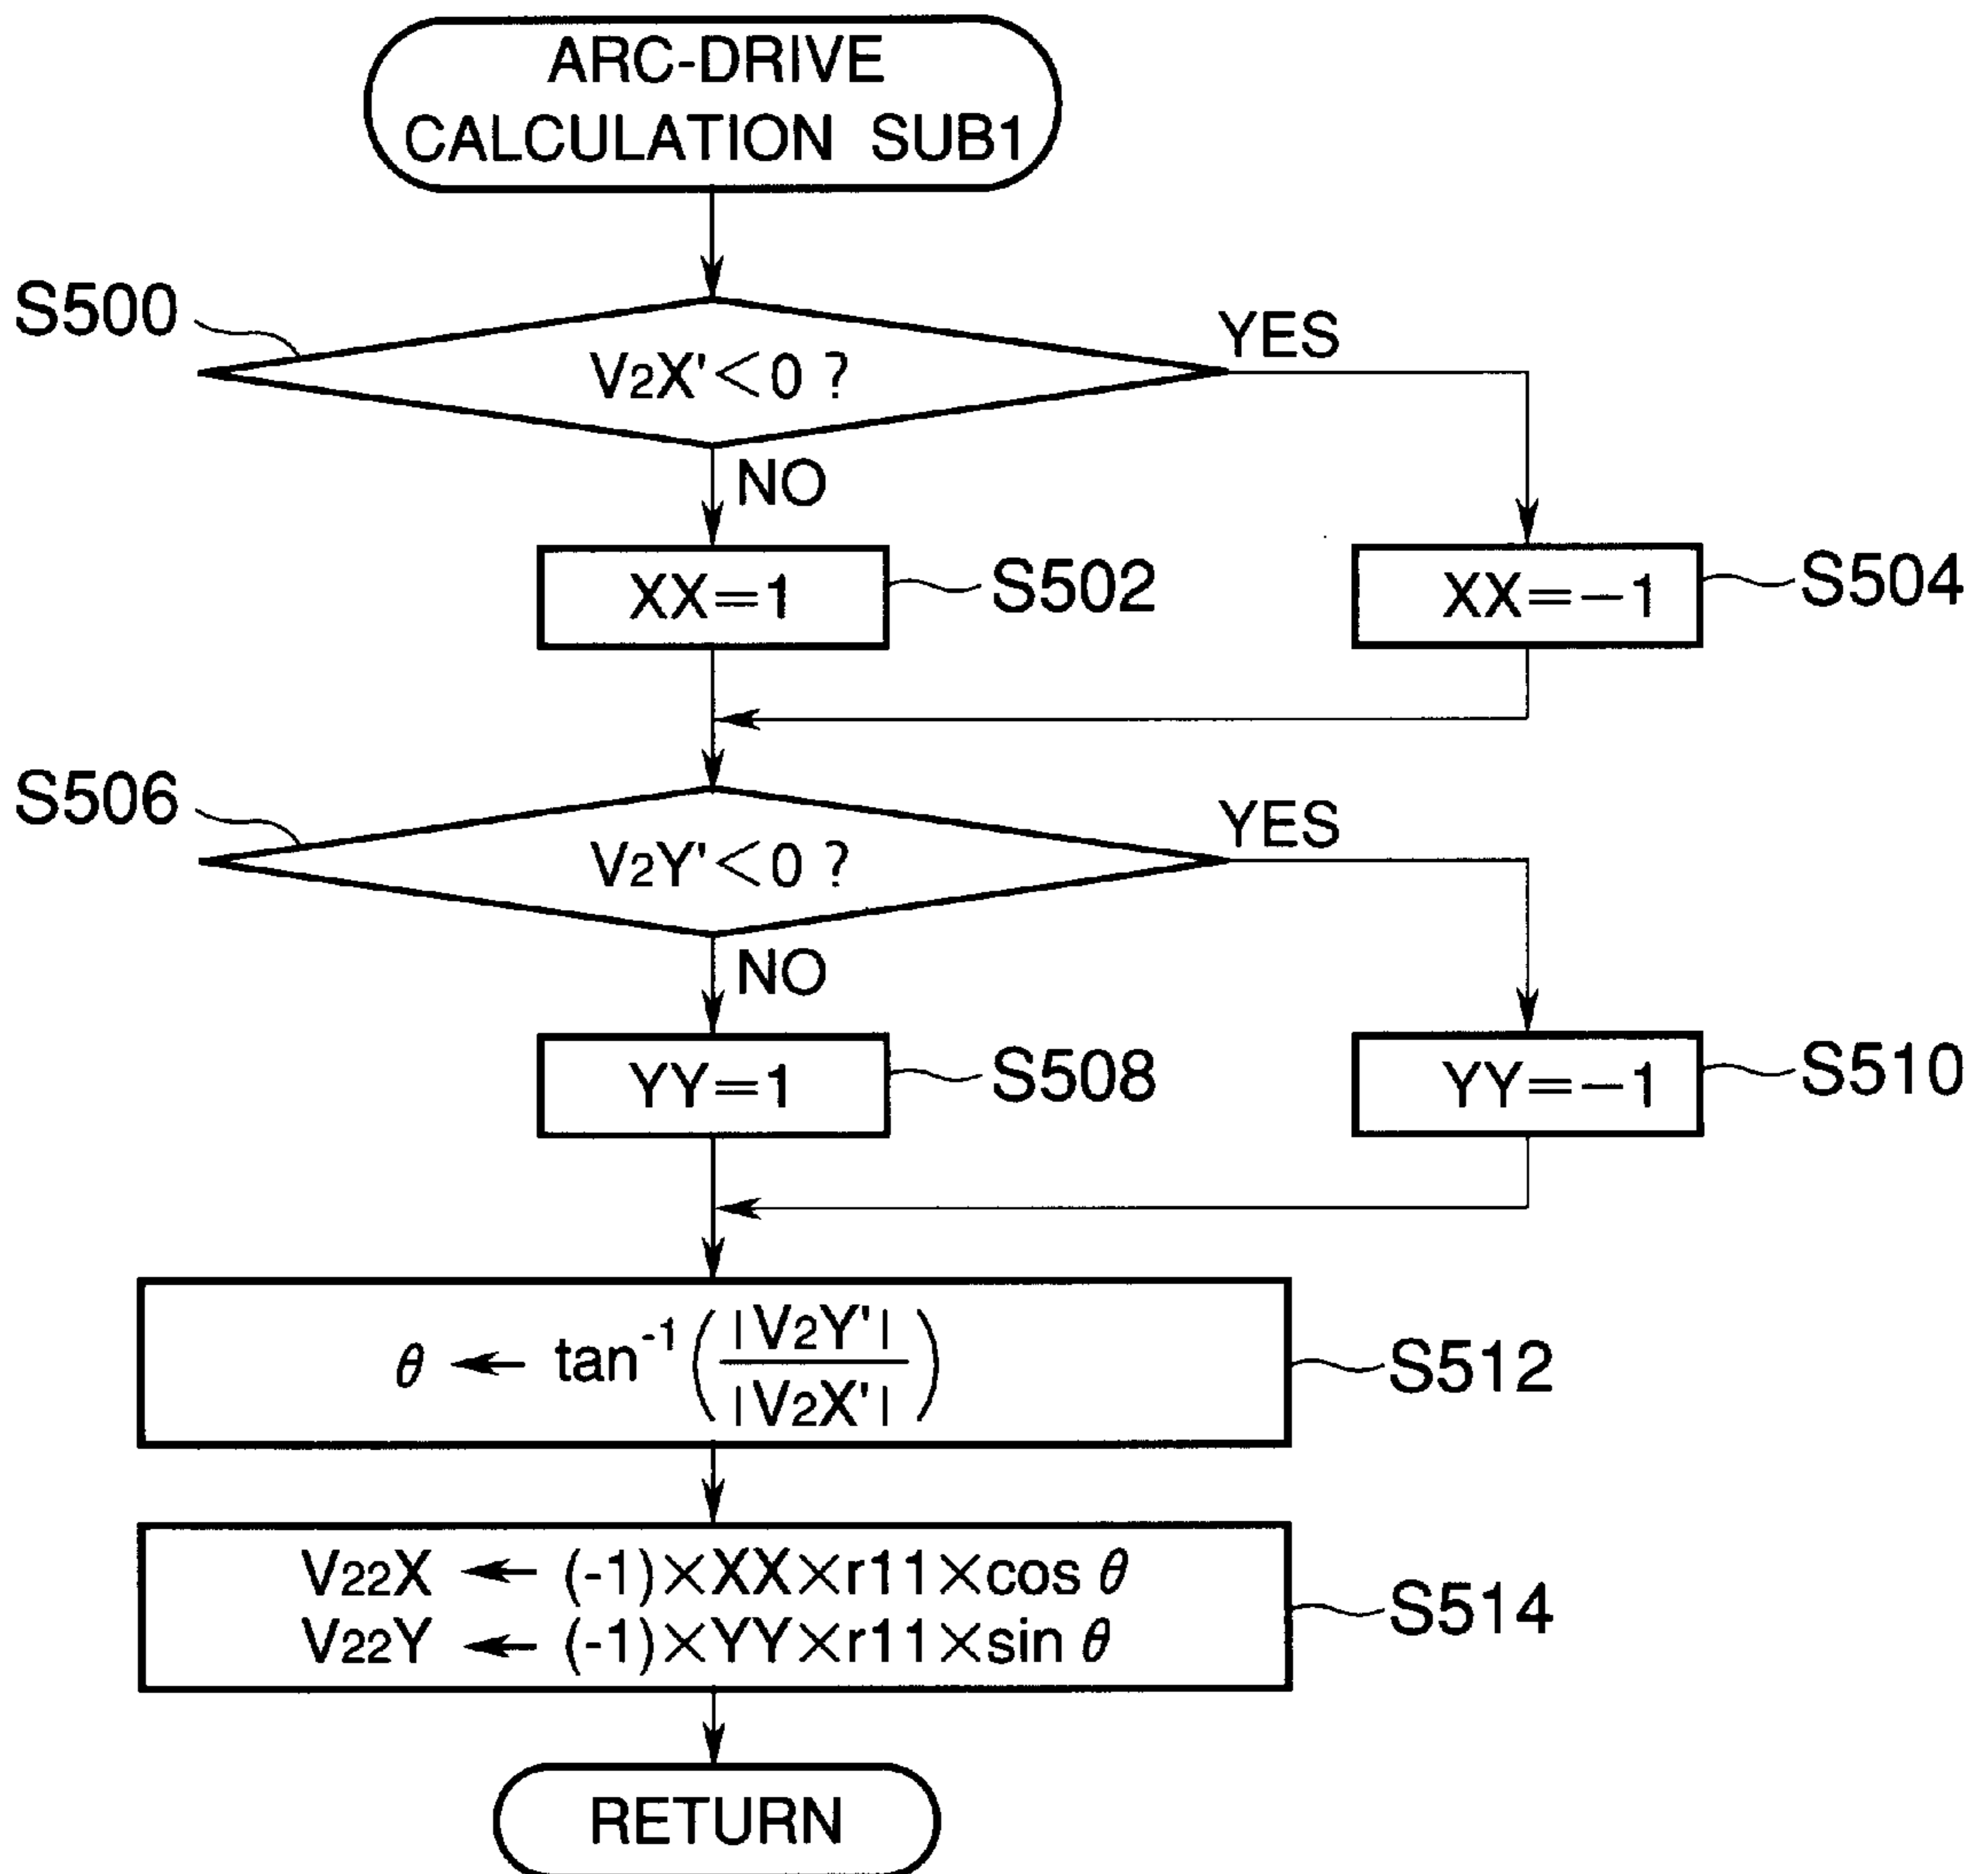 ARC-DRIVE
CALCULATION SUB1
S500
V2X'<0 ?
YES
NO
XX=1
S502
XX=−1
S504
S506
V2Y'<0 ?
YES
NO
YY=1
S508
YY=−1
S510
θ ← tan⁻¹(|V2Y'| / |V2X'|)
S512
V22X ← (-1)×XX×r11×cos θ
V22Y ← (-1)×YY×r11×sin θ
S514
RETURN